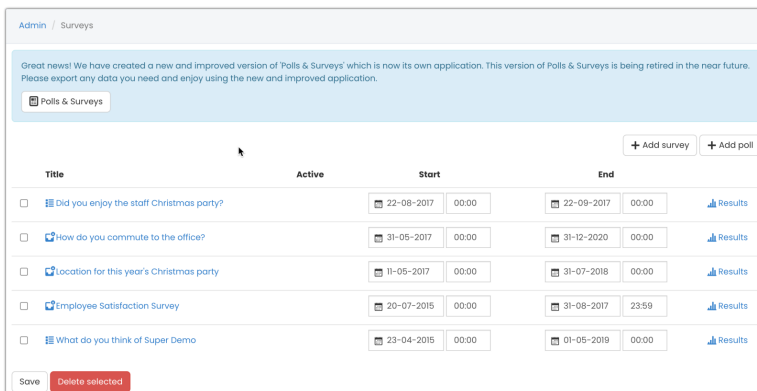 Admin / Surveys
Great news! We have created a new and improved version of 'Polls & Surveys' which is now its own application. This version of Polls & Surveys is being retired in the near future.
Please export any data you need and enjoy using the new and improved application.
Polls & Surveys
+ Add survey + Add poll
Title Active Start End
Did you enjoy the staff Christmas party? 22-08-2017 00:00 22-09-2017 00:00 Results
How do you commute to the office? 31-05-2017 00:00 31-12-2020 00:00 Results
Location for this year's Christmas party 11-05-2017 00:00 31-07-2018 00:00 Results
Employee Satisfaction Survey 20-07-2015 00:00 31-08-2017 23:59 Results
What do you think of Super Demo 23-04-2015 00:00 01-05-2019 00:00 Results
Save Delete selected